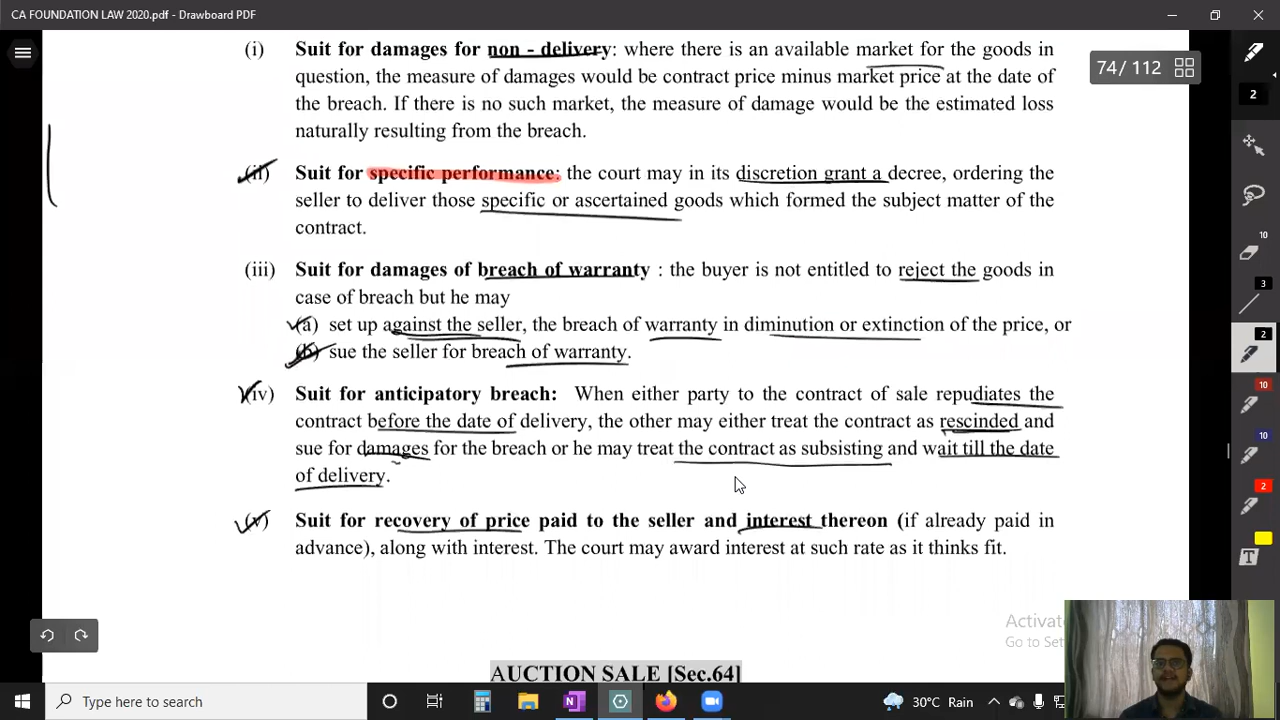 CA FOUNDATION LAW 2020.pdf - Drawboard PDF
74 / 112
(i) Suit for damages for non - delivery: where there is an available market for the goods in
question, the measure of damages would be contract price minus market price at the date of
the breach. If there is no such market, the measure of damage would be the estimated loss
naturally resulting from the breach.
(ii) Suit for specific performance: the court may in its discretion grant a decree, ordering the
seller to deliver those specific or ascertained goods which formed the subject matter of the
contract.
(iii) Suit for damages of breach of warranty : the buyer is not entitled to reject the goods in
case of breach but he may
(a) set up against the seller, the breach of warranty in diminution or extinction of the price, or
(b) sue the seller for breach of warranty.
(iv) Suit for anticipatory breach: When either party to the contract of sale repudiates the
contract before the date of delivery, the other may either treat the contract as rescinded and
sue for damages for the breach or he may treat the contract as subsisting and wait till the date
of delivery.
(v) Suit for recovery of price paid to the seller and interest thereon (if already paid in
advance), along with interest. The court may award interest at such rate as it thinks fit.
AUCTION SALE [Sec.64]
2
10
3
2
10
10
2
T
Activate
Go to Set
Type here to search
30°C Rain